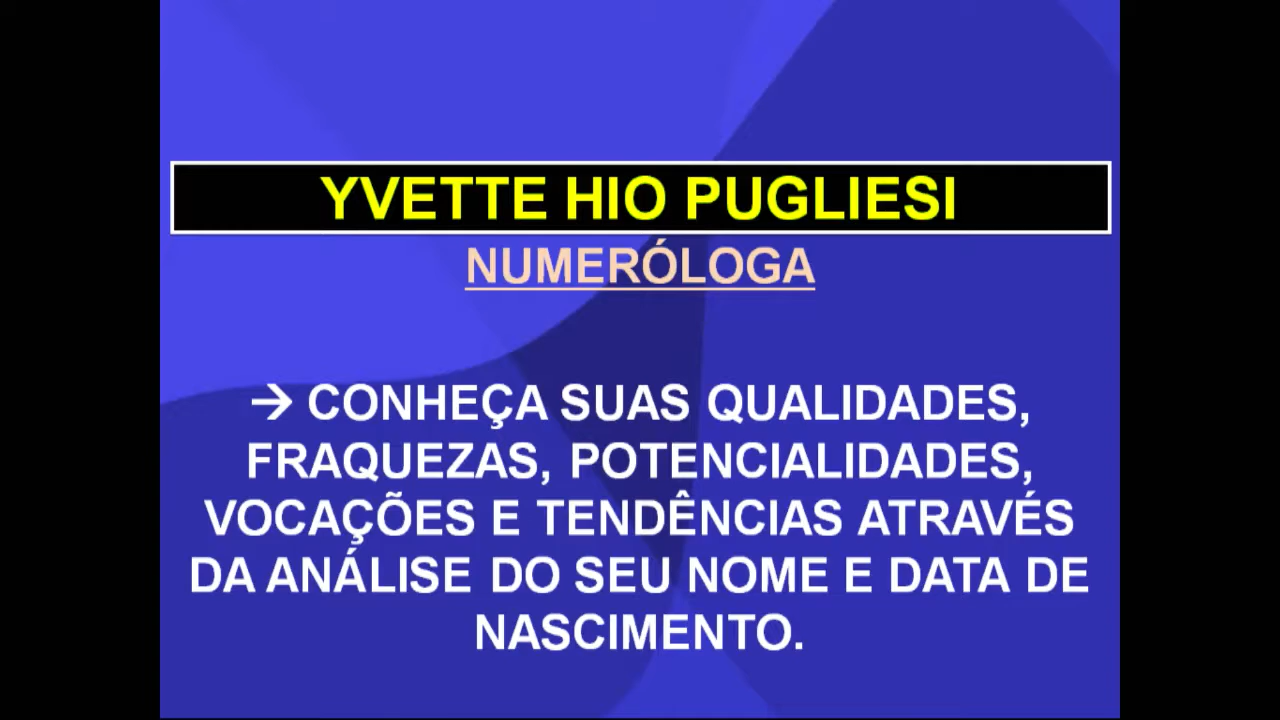 YVETTE HIO PUGLIESI
NUMERÓLOGA
→ CONHEÇA SUAS QUALIDADES,
FRAQUEZAS, POTENCIALIDADES,
VOCAÇÕES E TENDÊNCIAS ATRAVÉS
DA ANÁLISE DO SEU NOME E DATA DE
NASCIMENTO.